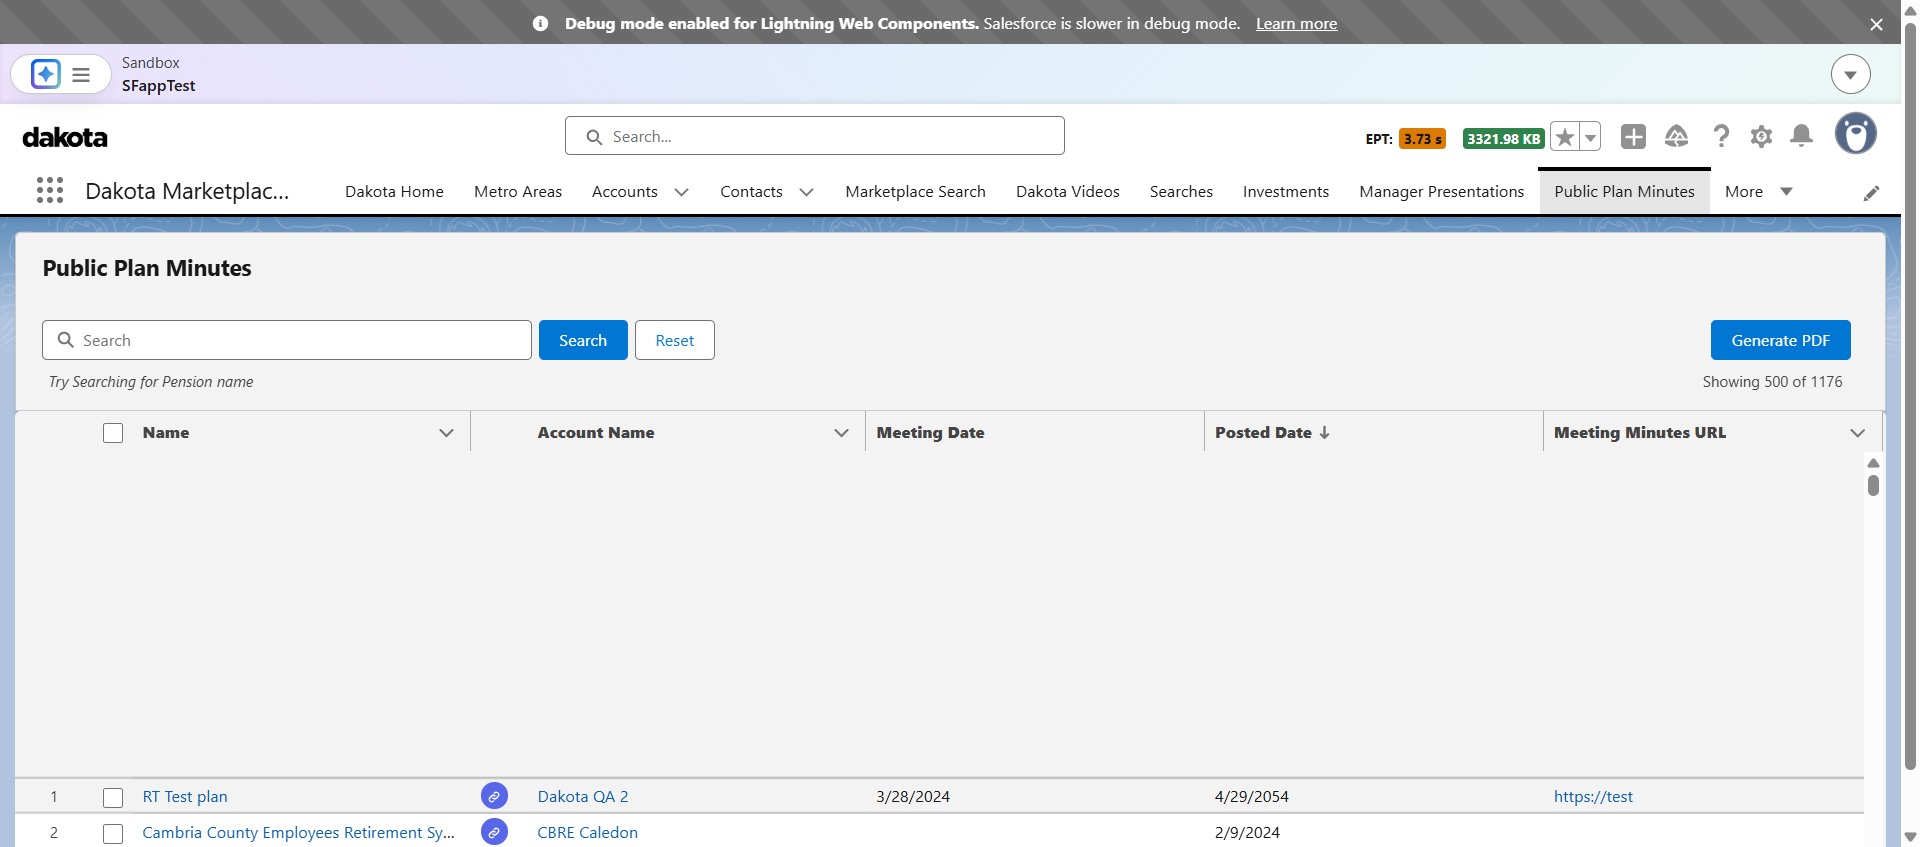 Debug mode enabled for Lightning Web Components. Salesforce is slower in debug mode. Learn more
Sandbox
SFappTest
dakota
Search...
EPT: 3.73 s 3321.98 KB
Dakota Marketplac...
Dakota Home Metro Areas Accounts Contacts Marketplace Search Dakota Videos Searches Investments Manager Presentations Public Plan Minutes More
Public Plan Minutes
Search Search Reset Generate PDF
Try Searching for Pension name Showing 500 of 1176
Name Account Name Meeting Date Posted Date Meeting Minutes URL
1 RT Test plan Dakota QA 2 3/28/2024 4/29/2054 https://test
2 Cambria County Employees Retirement Sy... CBRE Caledon 2/9/2024